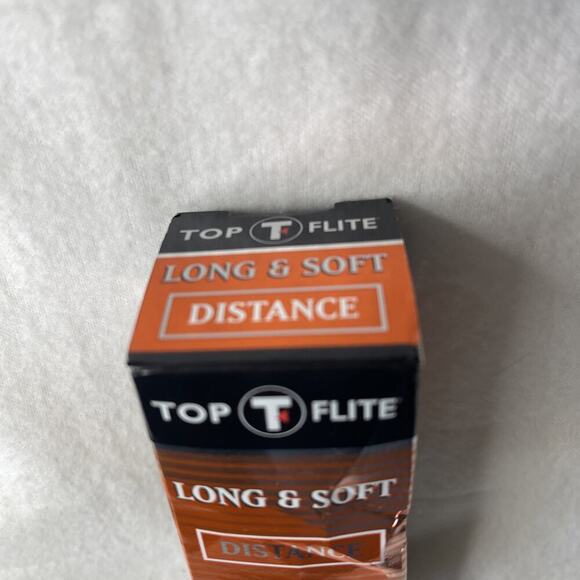 TOP T FLITE
LONG & SOFT
DISTANCE
TOP T FLITE
LONG & SOFT
DISTANCE